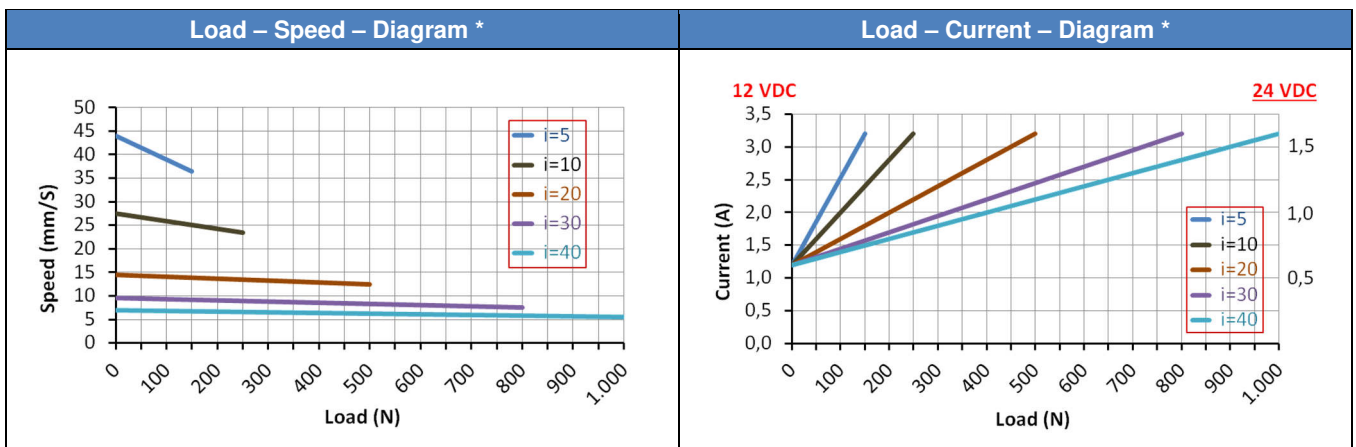 Load – Speed – Diagram *
Load – Current – Diagram *
50
45
40
35
30
25
20
15
10
5
0
Speed (mm/S)
i=5
i=10
i=20
i=30
i=40
0
100
200
300
400
500
600
700
800
900
1.000
Load (N)
12 VDC
24 VDC
3,5
3,0
2,5
2,0
1,5
1,0
0,5
0,0
Current (A)
1,5
1,0
0,5
i=5
i=10
i=20
i=30
i=40
0
100
200
300
400
500
600
700
800
900
1.000
Load (N)